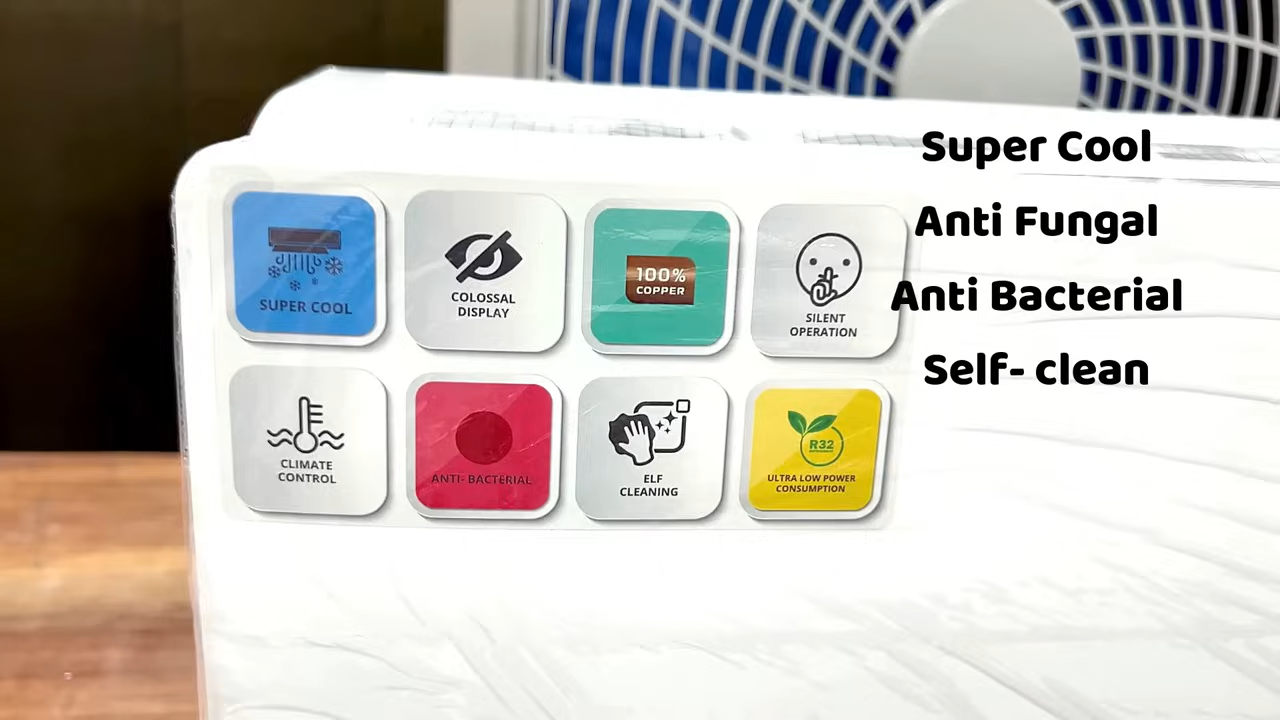 SUPER COOL
COLOSSAL
DISPLAY
100%
COPPER
SILENT
OPERATION
CLIMATE
CONTROL
ANTI- BACTERIAL
ELF
CLEANING
R32
ULTRA LOW POWER
CONSUMPTION
Super Cool
Anti Fungal
Anti Bacterial
Self- clean